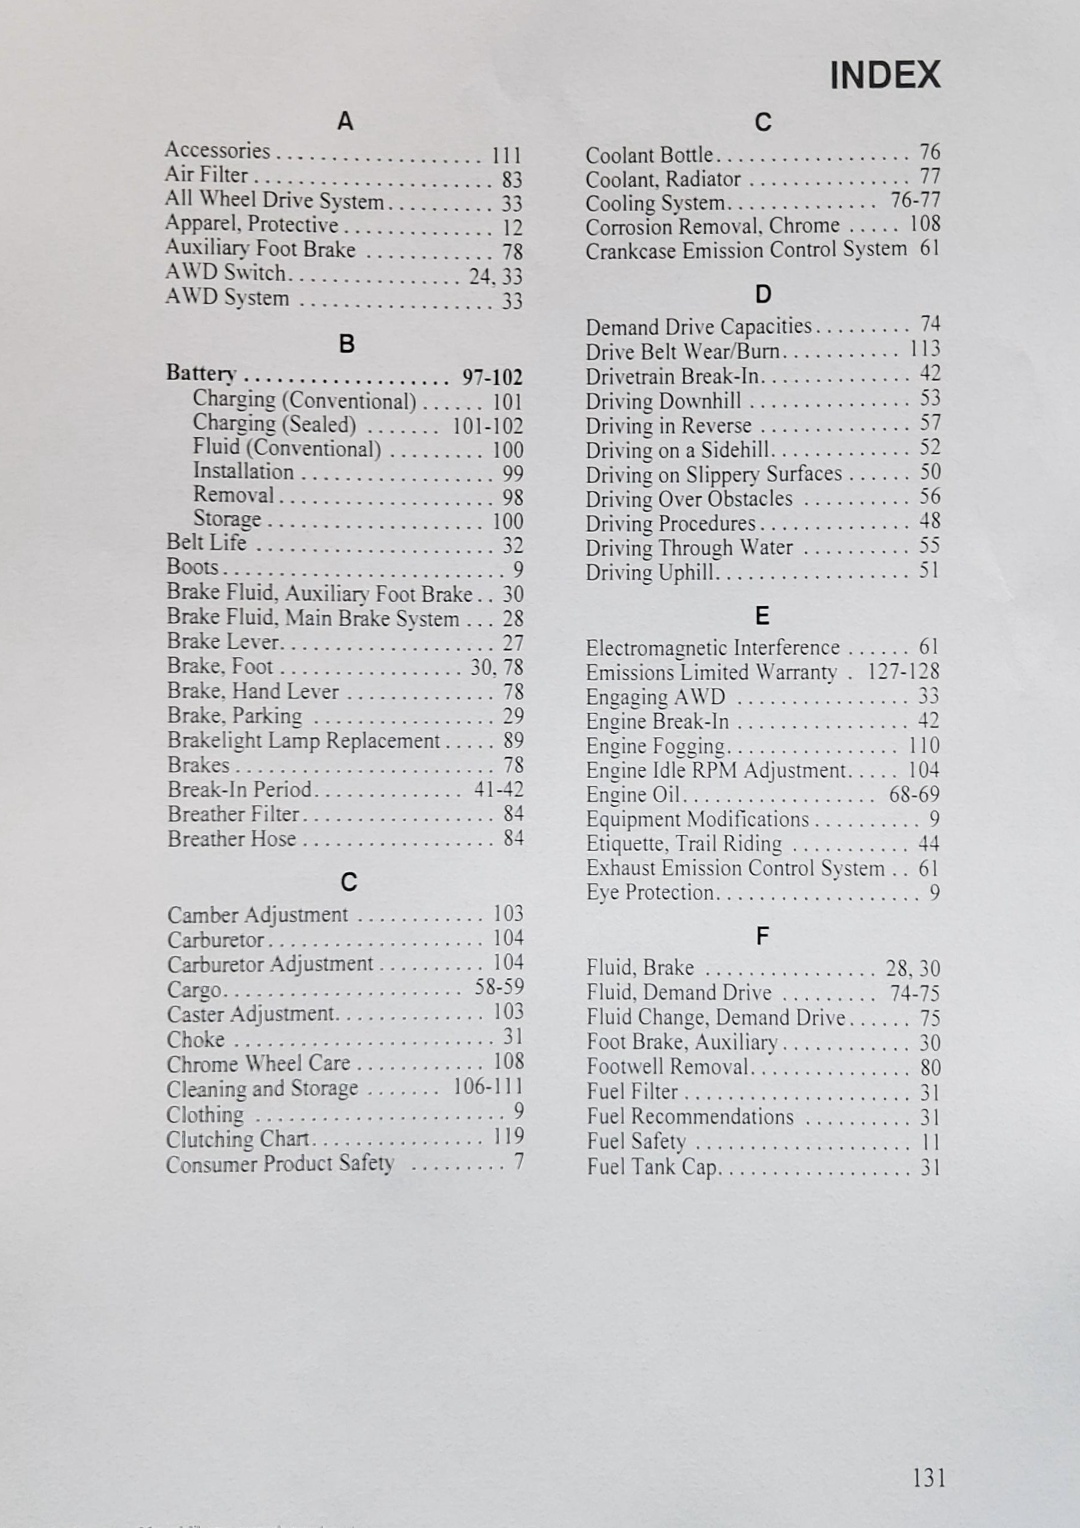 INDEX
A
Accessories . . . . . . . . . . . . . . . . . . . 111
Air Filter . . . . . . . . . . . . . . . . . . . . . . 83
All Wheel Drive System. . . . . . . . . . 33
Apparel, Protective . . . . . . . . . . . . . . 12
Auxiliary Foot Brake . . . . . . . . . . . . 78
AWD Switch. . . . . . . . . . . . . . . . 24, 33
AWD System . . . . . . . . . . . . . . . . . . 33
B
Battery . . . . . . . . . . . . . . . . . . . 97-102
Charging (Conventional) . . . . . . 101
Charging (Sealed) . . . . . . . 101-102
Fluid (Conventional) . . . . . . . . . 100
Installation . . . . . . . . . . . . . . . . . . 99
Removal . . . . . . . . . . . . . . . . . . . . 98
Storage . . . . . . . . . . . . . . . . . . . . 100
Belt Life . . . . . . . . . . . . . . . . . . . . . . 32
Boots . . . . . . . . . . . . . . . . . . . . . . . . . . 9
Brake Fluid, Auxiliary Foot Brake . . 30
Brake Fluid, Main Brake System . . . 28
Brake Lever. . . . . . . . . . . . . . . . . . . . 27
Brake, Foot . . . . . . . . . . . . . . . . . 30, 78
Brake, Hand Lever . . . . . . . . . . . . . . 78
Brake, Parking . . . . . . . . . . . . . . . . . 29
Brakelight Lamp Replacement . . . . . 89
Brakes . . . . . . . . . . . . . . . . . . . . . . . . 78
Break-In Period. . . . . . . . . . . . . . 41-42
Breather Filter. . . . . . . . . . . . . . . . . . 84
Breather Hose . . . . . . . . . . . . . . . . . . 84
C
Camber Adjustment . . . . . . . . . . . . 103
Carburetor . . . . . . . . . . . . . . . . . . . . 104
Carburetor Adjustment . . . . . . . . . . 104
Cargo. . . . . . . . . . . . . . . . . . . . . . 58-59
Caster Adjustment. . . . . . . . . . . . . . 103
Choke . . . . . . . . . . . . . . . . . . . . . . . . 31
Chrome Wheel Care . . . . . . . . . . . . 108
Cleaning and Storage . . . . . . . 106-111
Clothing . . . . . . . . . . . . . . . . . . . . . . . 9
Clutching Chart. . . . . . . . . . . . . . . . 119
Consumer Product Safety . . . . . . . . . 7
C
Coolant Bottle. . . . . . . . . . . . . . . . . . 76
Coolant, Radiator . . . . . . . . . . . . . . . 77
Cooling System. . . . . . . . . . . . . . 76-77
Corrosion Removal, Chrome . . . . . 108
Crankcase Emission Control System 61
D
Demand Drive Capacities . . . . . . . . . 74
Drive Belt Wear/Burn. . . . . . . . . . . 113
Drivetrain Break-In. . . . . . . . . . . . . . 42
Driving Downhill . . . . . . . . . . . . . . . 53
Driving in Reverse . . . . . . . . . . . . . . 57
Driving on a Sidehill. . . . . . . . . . . . . 52
Driving on Slippery Surfaces . . . . . . 50
Driving Over Obstacles . . . . . . . . . . 56
Driving Procedures . . . . . . . . . . . . . . 48
Driving Through Water . . . . . . . . . . 55
Driving Uphill. . . . . . . . . . . . . . . . . . 51
E
Electromagnetic Interference . . . . . . 61
Emissions Limited Warranty . 127-128
Engaging AWD . . . . . . . . . . . . . . . . 33
Engine Break-In . . . . . . . . . . . . . . . . 42
Engine Fogging. . . . . . . . . . . . . . . . 110
Engine Idle RPM Adjustment. . . . . 104
Engine Oil. . . . . . . . . . . . . . . . . . 68-69
Equipment Modifications . . . . . . . . . . 9
Etiquette, Trail Riding . . . . . . . . . . . 44
Exhaust Emission Control System . . 61
Eye Protection. . . . . . . . . . . . . . . . . . . 9
F
Fluid, Brake . . . . . . . . . . . . . . . . 28, 30
Fluid, Demand Drive . . . . . . . . . 74-75
Fluid Change, Demand Drive . . . . . . 75
Foot Brake, Auxiliary . . . . . . . . . . . . 30
Footwell Removal. . . . . . . . . . . . . . . 80
Fuel Filter . . . . . . . . . . . . . . . . . . . . . 31
Fuel Recommendations . . . . . . . . . . 31
Fuel Safety . . . . . . . . . . . . . . . . . . . . 11
Fuel Tank Cap. . . . . . . . . . . . . . . . . . 31
131